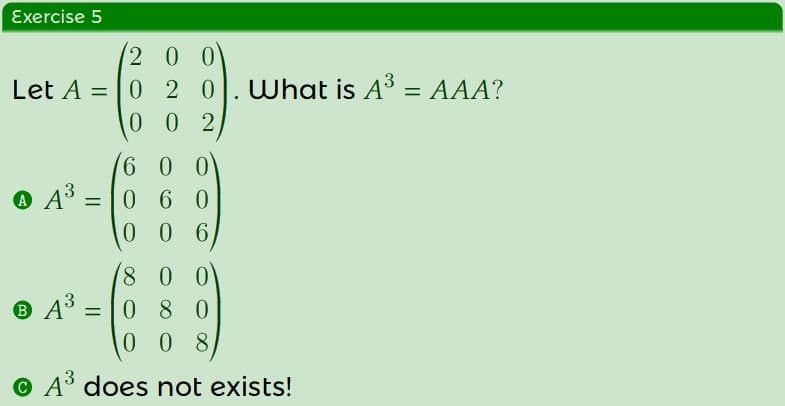 Exercise 5
Let A = \begin{pmatrix} 2 & 0 & 0 \\ 0 & 2 & 0 \\ 0 & 0 & 2 \end{pmatrix}. What is A^3 = AAA?
A A^3 = \begin{pmatrix} 6 & 0 & 0 \\ 0 & 6 & 0 \\ 0 & 0 & 6 \end{pmatrix}
B A^3 = \begin{pmatrix} 8 & 0 & 0 \\ 0 & 8 & 0 \\ 0 & 0 & 8 \end{pmatrix}
C A^3 does not exists!